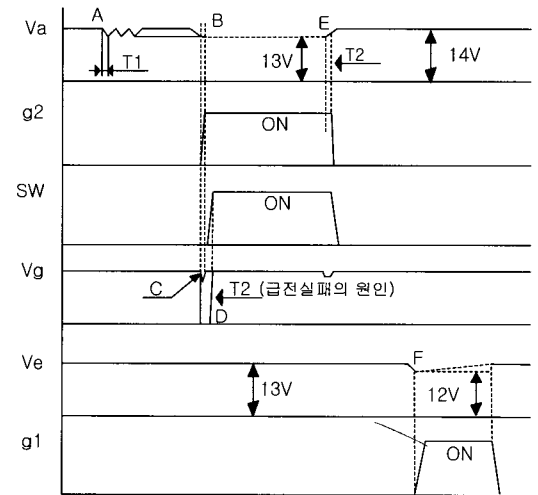 Va
A
B
E
T1
13V
T2
14V
g2
ON
SW
ON
Vg
C
T2 (급전실패의 원인)
D
Ve
F
13V
12V
g1
ON